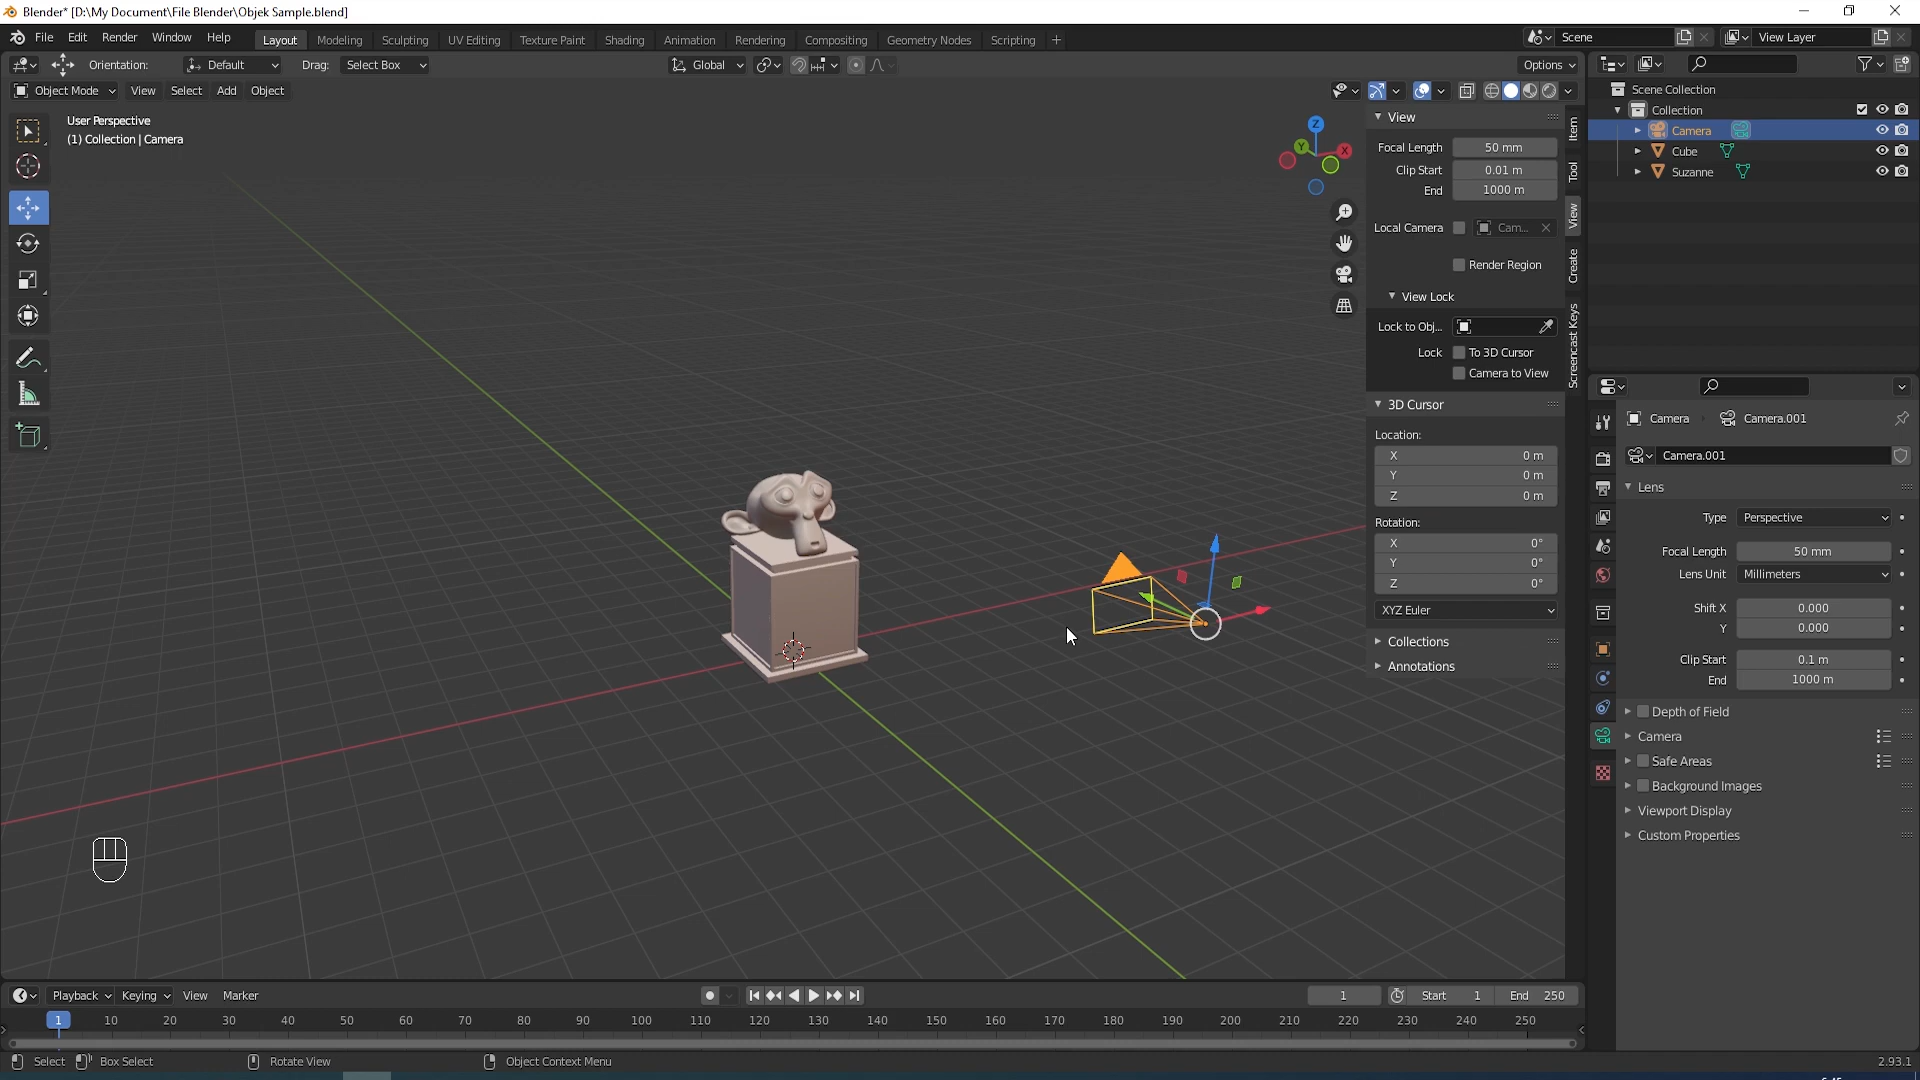 Blender* [D:\My Document\File Blender\Objek Sample.blend]
File Edit Render Window Help Layout Modeling Sculpting UV Editing Texture Paint Shading Animation Rendering Compositing Geometry Nodes Scripting + Scene View Layer
Orientation: Default Drag: Select Box Global Options
Object Mode View Select Add Object
User Perspective
(1) Collection | Camera
Z
Y
X
View
Focal Length 50 mm
Clip Start 0.01 m
End 1000 m
Local Camera Cam...
Render Region
View Lock
Lock to Obj...
Lock To 3D Cursor
Camera to View
3D Cursor
Location:
X 0 m
Y 0 m
Z 0 m
Rotation:
X 0°
Y 0°
Z 0°
XYZ Euler
Collections
Annotations
Item
Tool
View
Create
Screencast Keys
Scene Collection
Collection
Camera
Cube
Suzanne
Camera Camera.001
Camera.001
Lens
Type Perspective
Focal Length 50 mm
Lens Unit Millimeters
Shift X 0.000
Y 0.000
Clip Start 0.1 m
End 1000 m
Depth of Field
Camera
Safe Areas
Background Images
Viewport Display
Custom Properties
Playback Keying View Marker 1 Start 1 End 250
1 10 20 30 40 50 60 70 80 90 100 110 120 130 140 150 160 170 180 190 200 210 220 230 240 250
Select Box Select Rotate View Object Context Menu 2.93.1